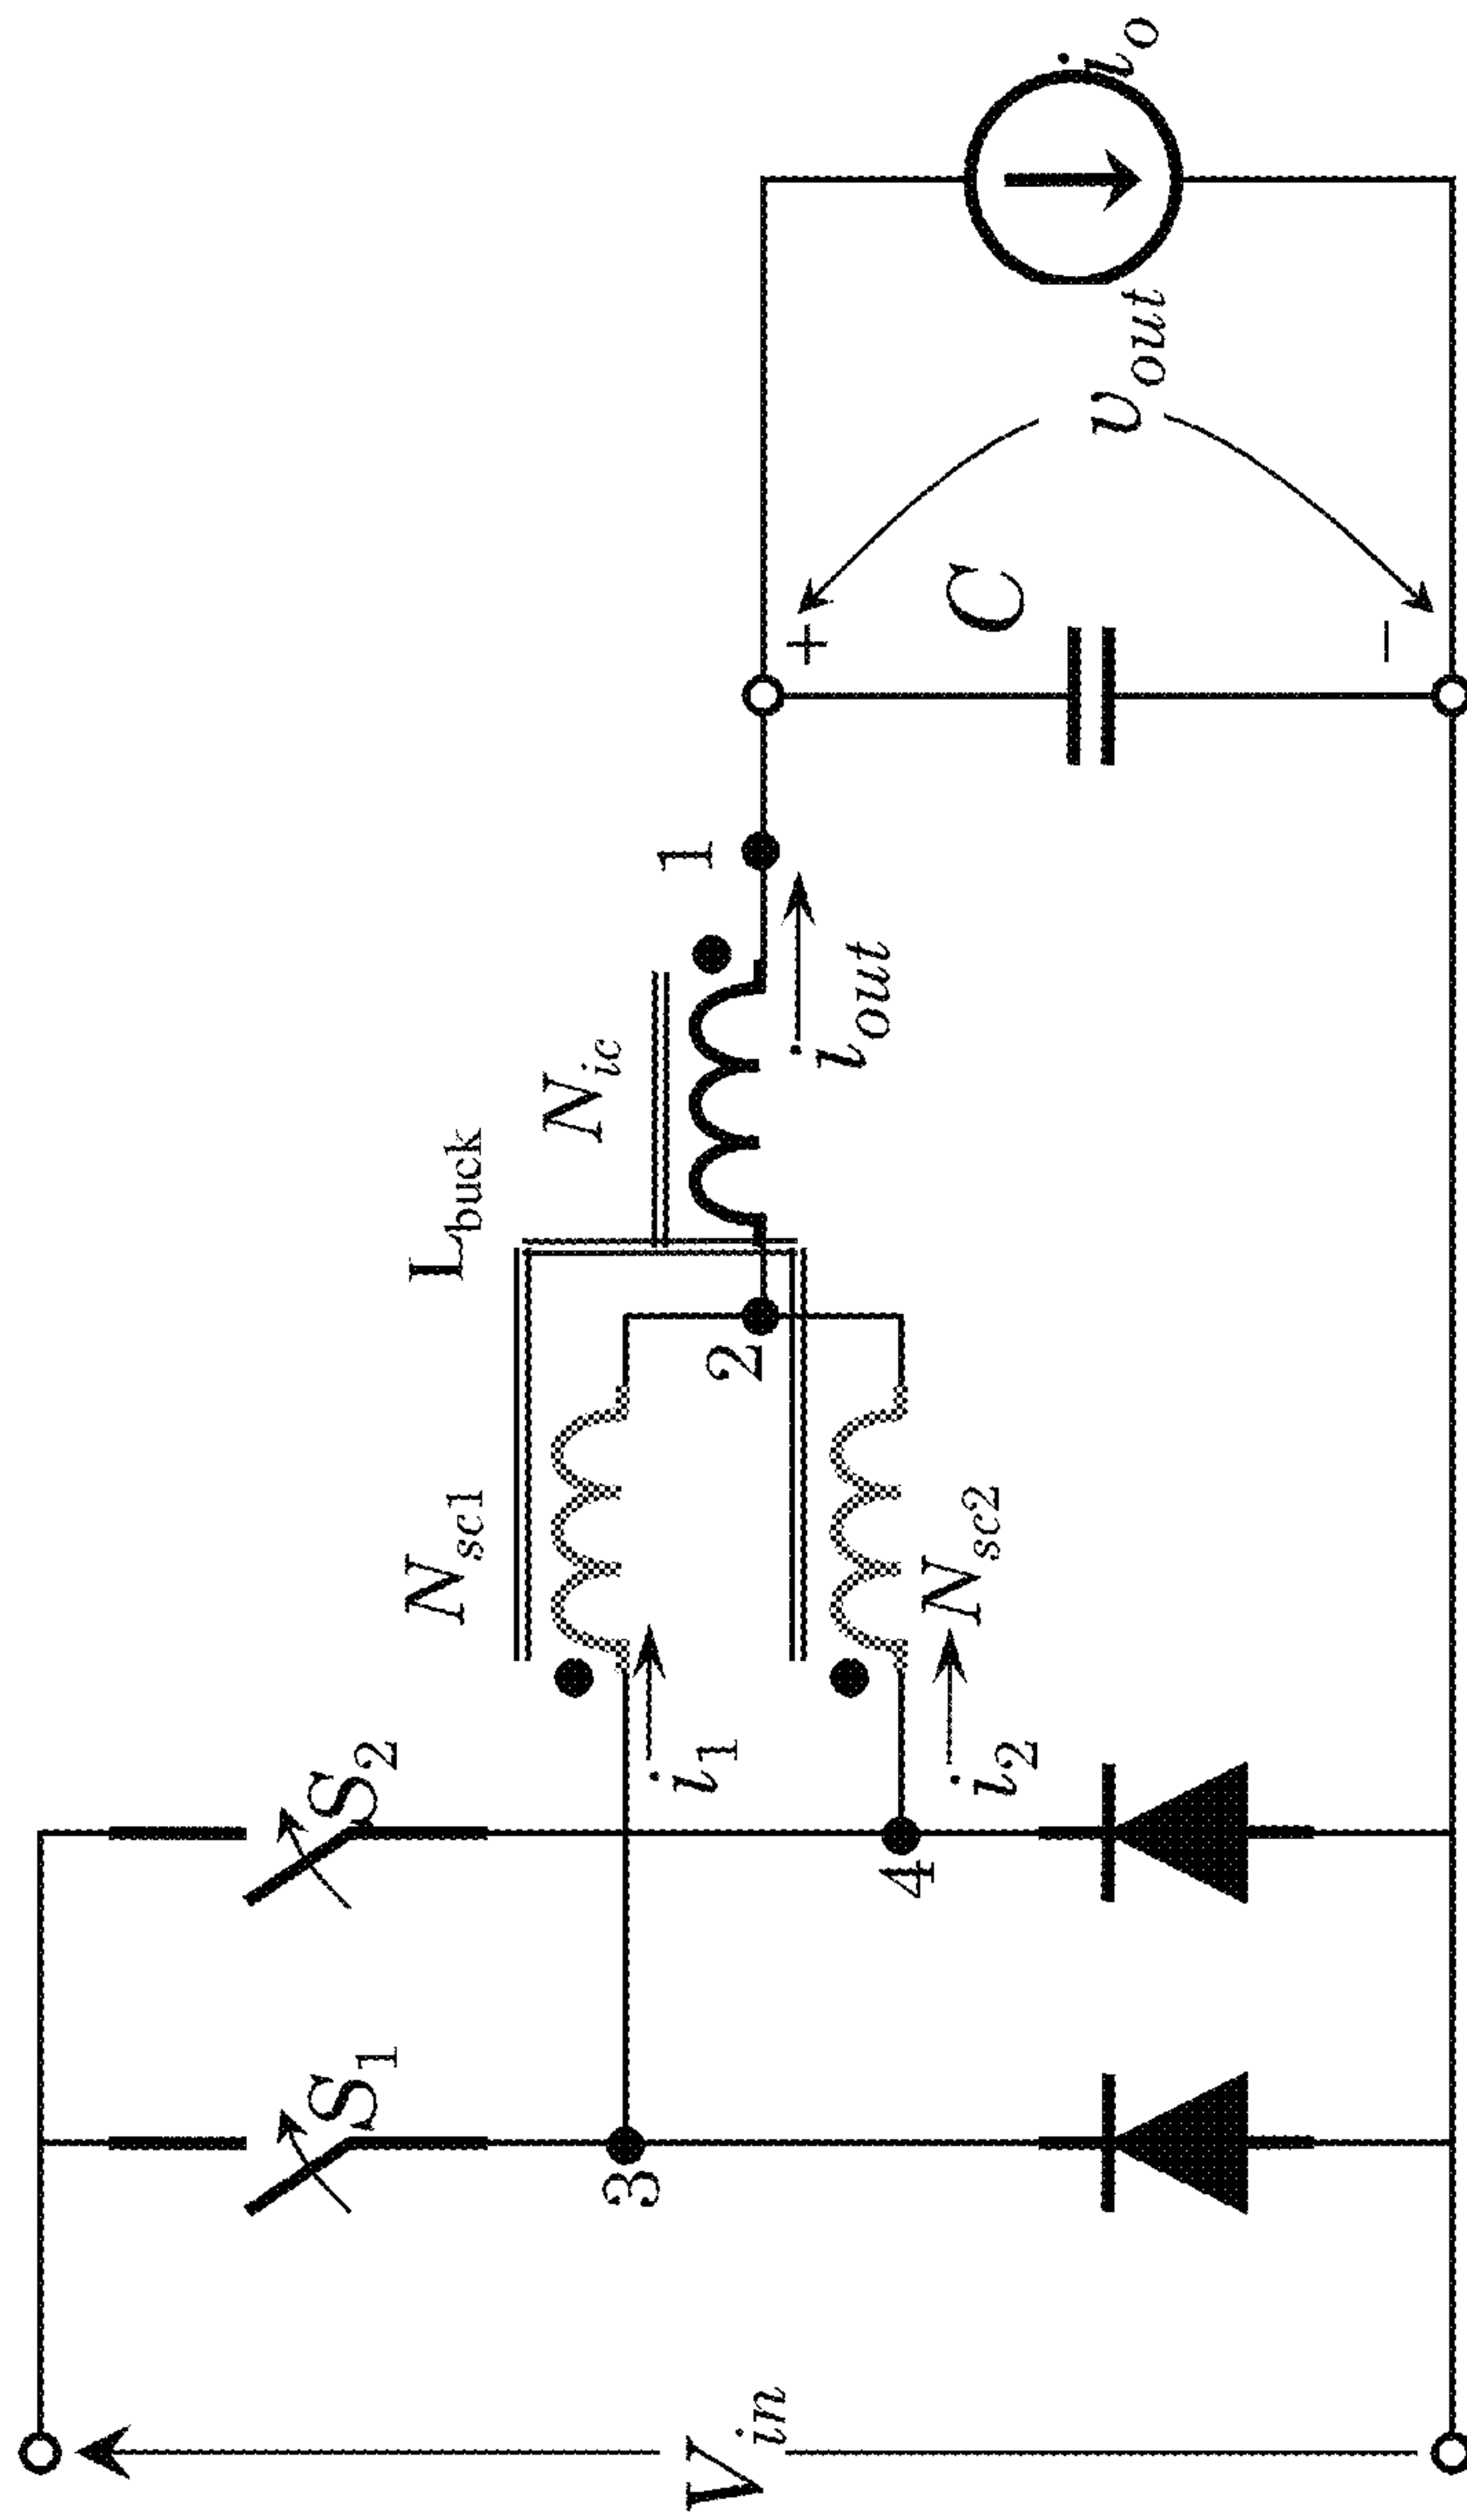 V_in
S_1
S_2
3
4
i_1
i_2
N_sc1
N_sc2
2
L_buck
N_ic
i_out
1
+
−
C
v_out
i_o